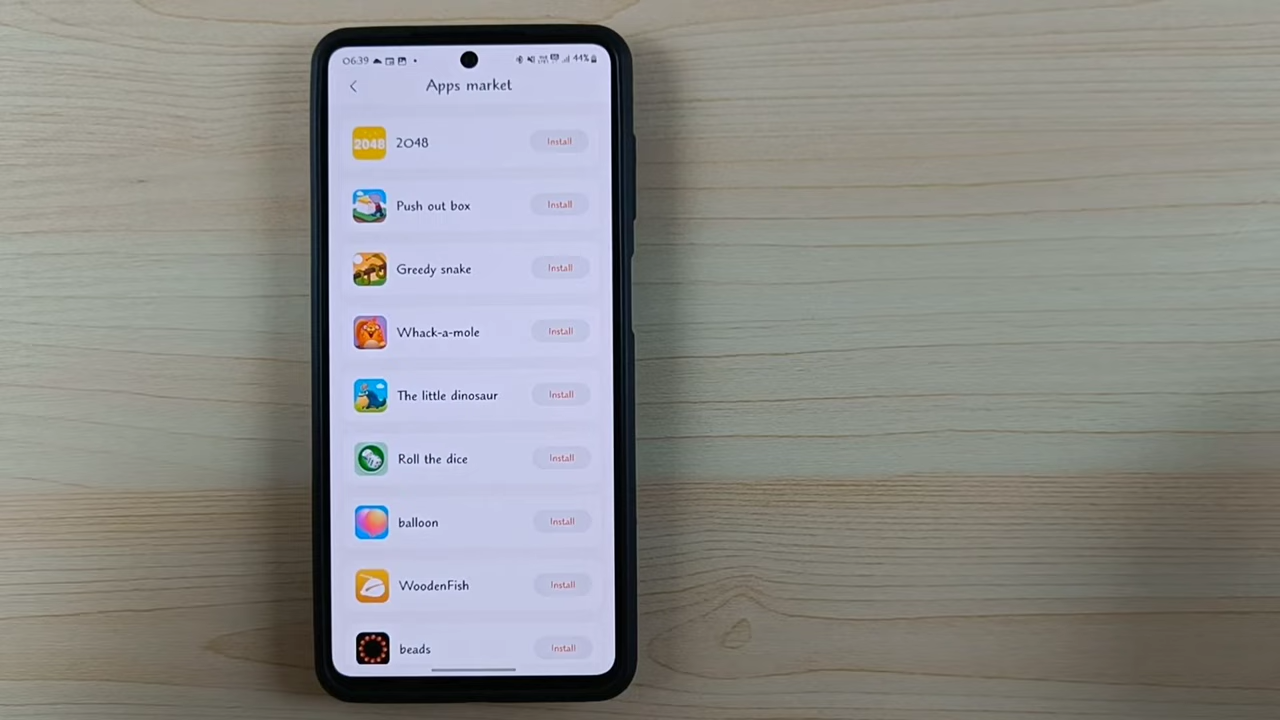 06:39
44%
Apps market
2048
2048
Install
Push out box
Install
Greedy snake
Install
Whack-a-mole
Install
The little dinosaur
Install
Roll the dice
Install
balloon
Install
WoodenFish
Install
beads
Install